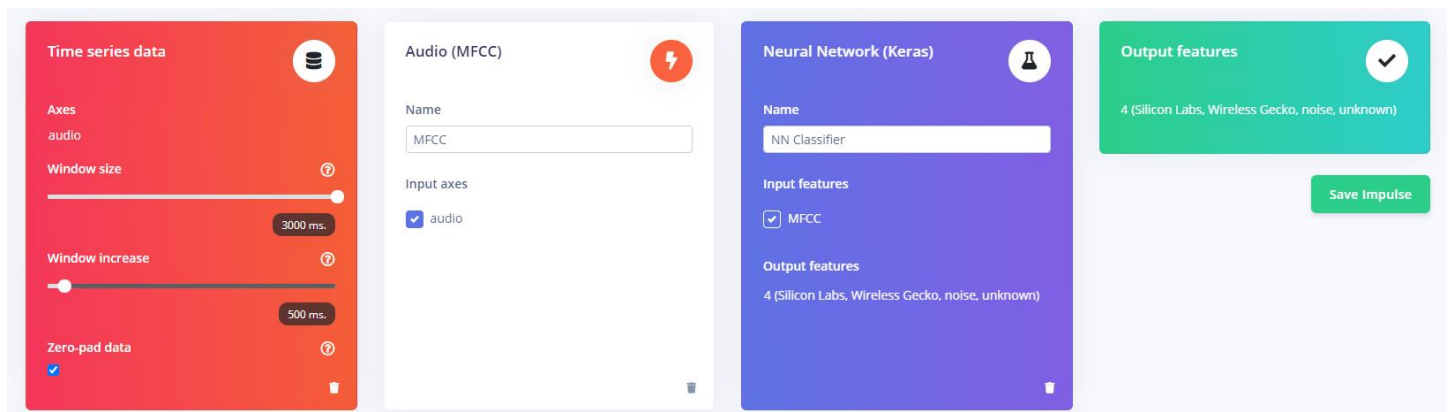 Time series data
Axes
audio
Window size
3000 ms.
Window increase
500 ms.
Zero-pad data
Audio (MFCC)
Name
MFCC
Input axes
audio
Neural Network (Keras)
Name
NN Classifier
Input features
MFCC
Output features
4 (Silicon Labs, Wireless Gecko, noise, unknown)
Output features
4 (Silicon Labs, Wireless Gecko, noise, unknown)
Save Impulse